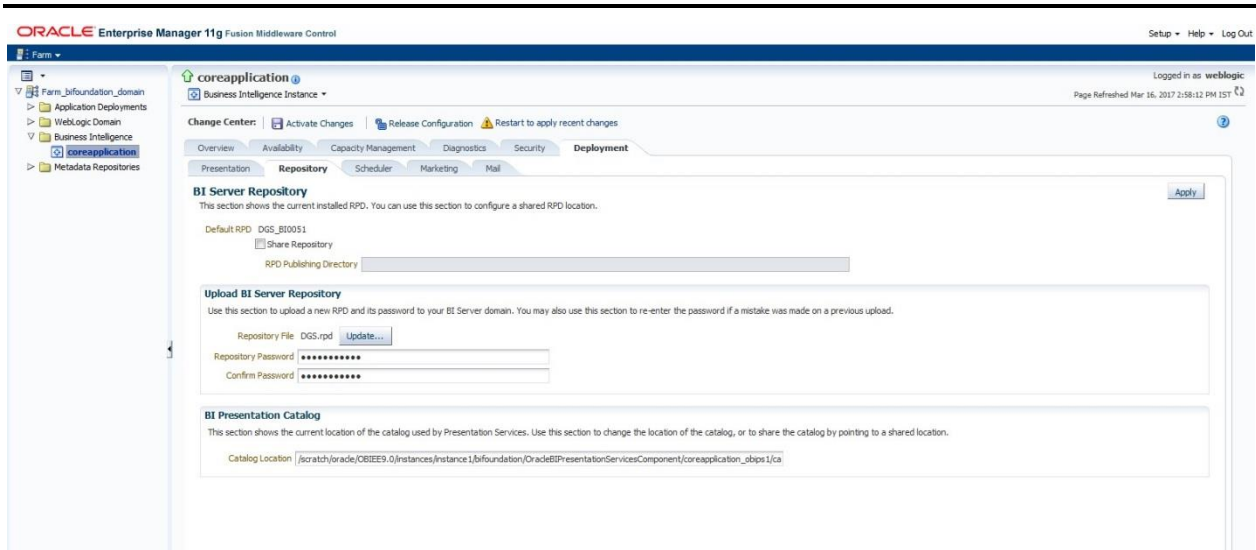 ORACLE Enterprise Manager 11g Fusion Middleware Control
Setup Help Log Out
Farm
Farm_bifoundation_domain
Application Deployments
WebLogic Domain
Business Intelligence
coreapplication
Metadata Repositories
coreapplication
Logged in as weblogic
Business Intelligence Instance
Page Refreshed Mar 16, 2017 2:58:12 PM IST
Change Center: Activate Changes Release Configuration Restart to apply recent changes
Overview Availability Capacity Management Diagnostics Security Deployment
Presentation Repository Scheduler Marketing Mail
BI Server Repository
Apply
This section shows the current installed RPD. You can use this section to configure a shared RPD location.
Default RPD DGS_BI0051
Share Repository
RPD Publishing Directory
Upload BI Server Repository
Use this section to upload a new RPD and its password to your BI Server domain. You may also use this section to re-enter the password if a mistake was made on a previous upload.
Repository File DGS.rpd Update...
Repository Password •••••••••••
Confirm Password •••••••••••
BI Presentation Catalog
This section shows the current location of the catalog used by Presentation Services. Use this section to change the location of the catalog, or to share the catalog by pointing to a shared location.
Catalog Location /scratch/oracle/OBIEE9.0/instances/instance1/bifoundation/OracleBIPresentationServicesComponent/coreapplication_obips1/ca